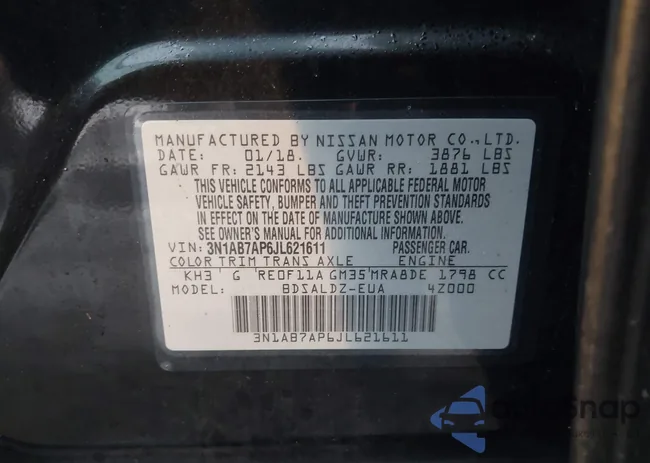 MANUFACTURED BY NISSAN MOTOR CO.,LTD.
DATE: 01/18. GVWR: 3876 LBS
GAWR FR: 2143 LBS GAWR RR: 1881 LBS
THIS VEHICLE CONFORMS TO ALL APPLICABLE FEDERAL MOTOR
VEHICLE SAFETY, BUMPER AND THEFT PREVENTION STANDARDS
IN EFFECT ON THE DATE OF MANUFACTURE SHOWN ABOVE.
SEE OWNER'S MANUAL FOR ADDITIONAL INFORMATION.
VIN: 3N1AB7AP6JL621611 PASSENGER CAR.
COLOR TRIM TRANS AXLE ENGINE
KH3 G RE0F11A GM35 MRA8DE 1798 CC
MODEL: BDSALDZ-EUA 4Z000
3N1AB7AP6JL621611